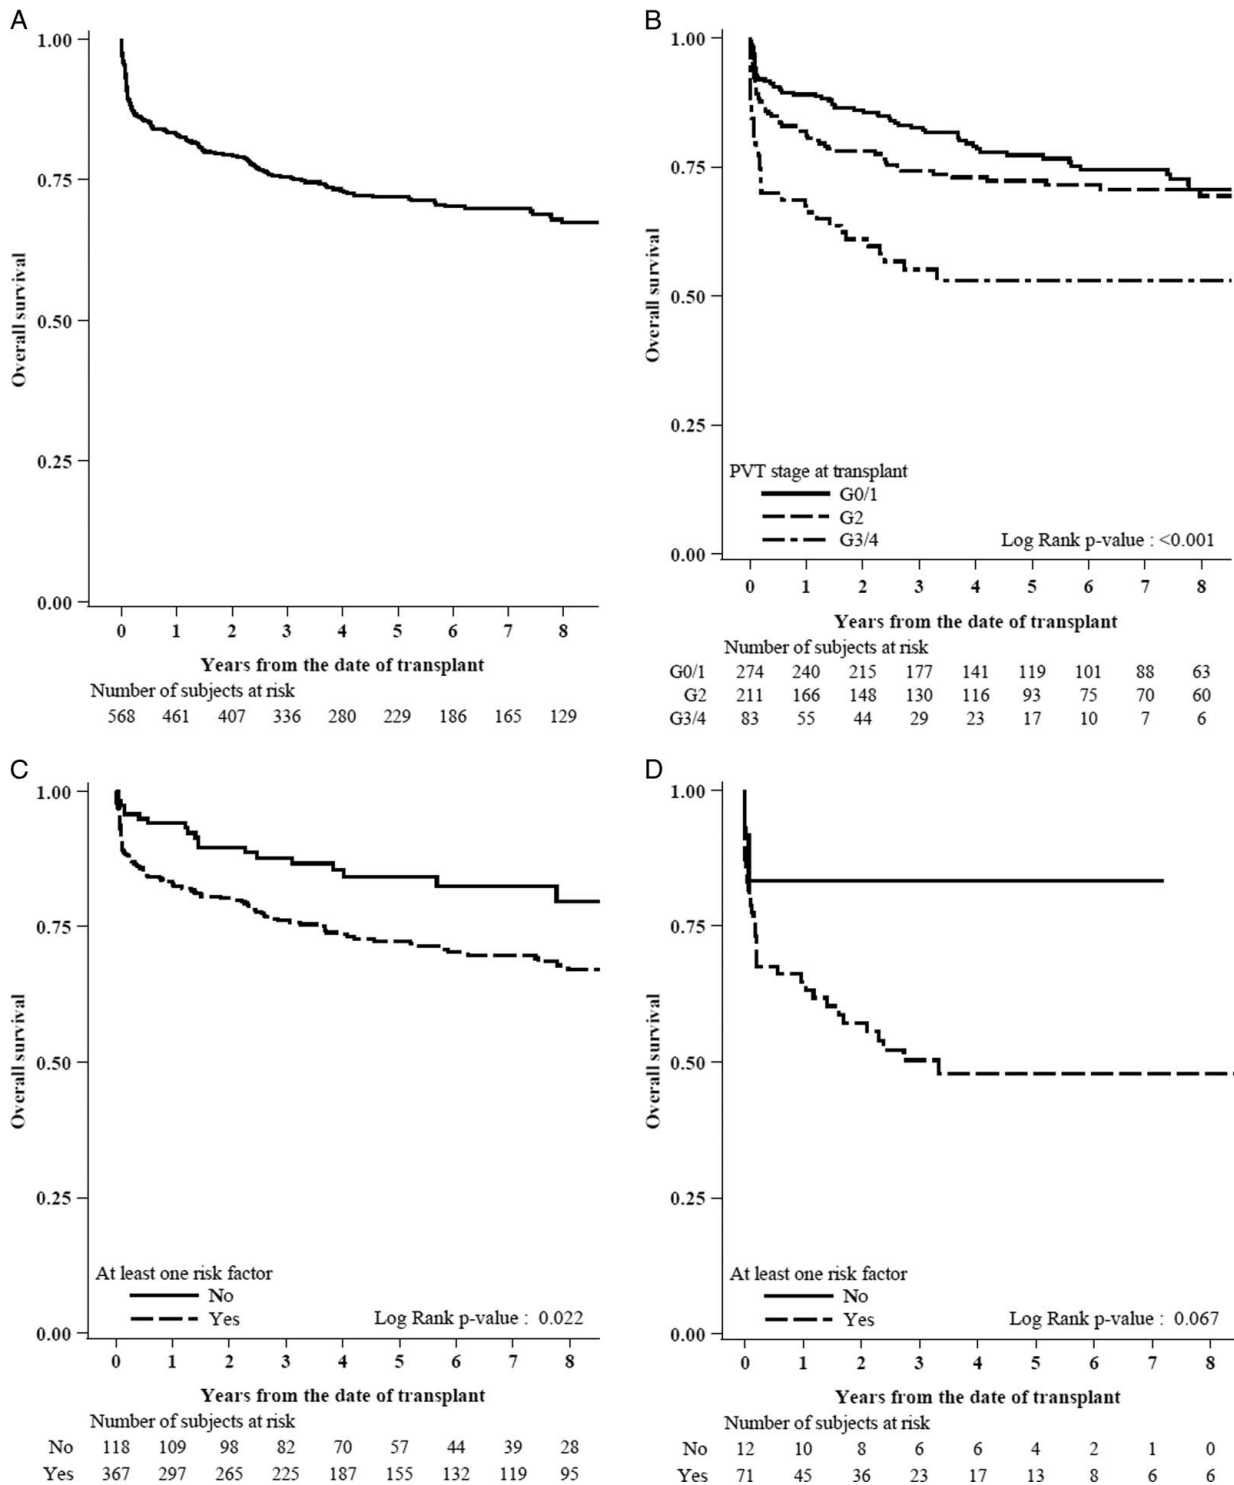 A
1.00
0.75
0.50
0.25
0.00
Overall survival
0 1 2 3 4 5 6 7 8
Years from the date of transplant
Number of subjects at risk
568 461 407 336 280 229 186 165 129
B
1.00
0.75
0.50
0.25
0.00
Overall survival
PVT stage at transplant
G0/1
G2
G3/4
Log Rank p-value : <0.001
0 1 2 3 4 5 6 7 8
Years from the date of transplant
Number of subjects at risk
G0/1 274 240 215 177 141 119 101 88 63
G2 211 166 148 130 116 93 75 70 60
G3/4 83 55 44 29 23 17 10 7 6
C
1.00
0.75
0.50
0.25
0.00
Overall survival
At least one risk factor
No
Yes
Log Rank p-value : 0.022
0 1 2 3 4 5 6 7 8
Years from the date of transplant
Number of subjects at risk
No 118 109 98 82 70 57 44 39 28
Yes 367 297 265 225 187 155 132 119 95
D
1.00
0.75
0.50
0.25
0.00
Overall survival
At least one risk factor
No
Yes
Log Rank p-value : 0.067
0 1 2 3 4 5 6 7 8
Years from the date of transplant
Number of subjects at risk
No 12 10 8 6 6 4 2 1 0
Yes 71 45 36 23 17 13 8 6 6